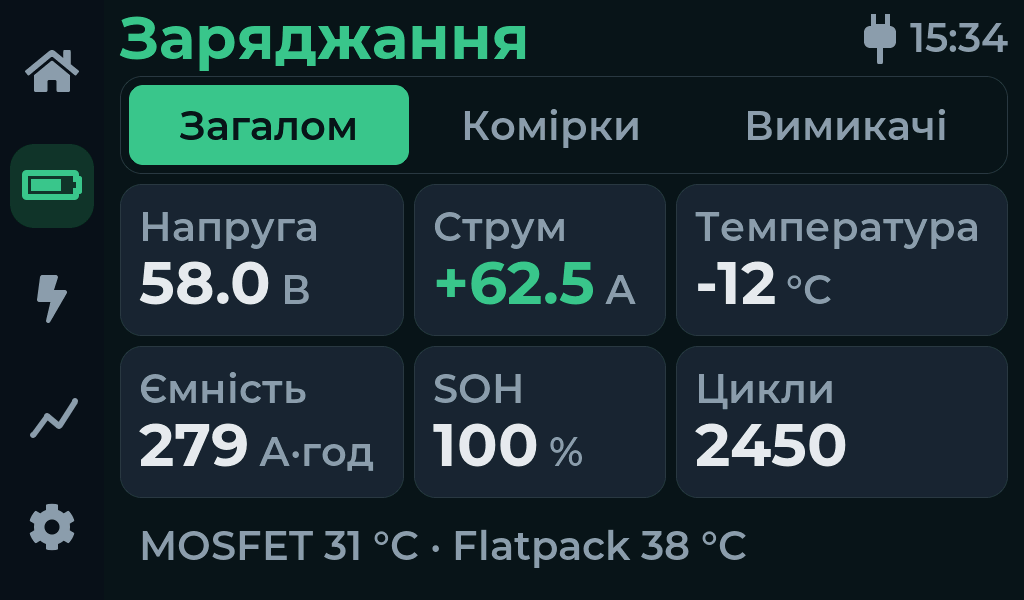 Заряджання
15:34
Загалом
Комірки
Вимикачі
Напруга
58.0 В
Струм
+62.5 А
Температура
-12 °C
Ємність
279 А·год
SOH
100 %
Цикли
2450
MOSFET 31 °C · Flatpack 38 °C